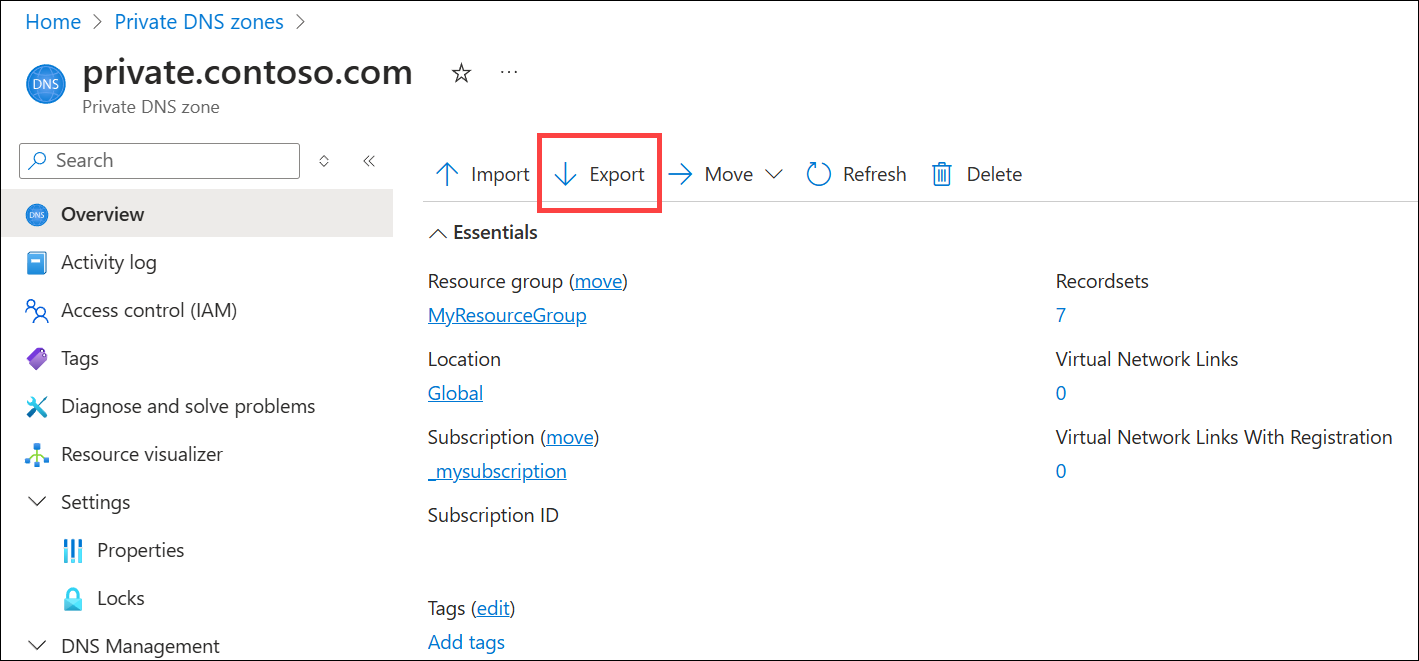 Home > Private DNS zones >
DNS
private.contoso.com
...
Private DNS zone
Search
Import Export Move Refresh Delete
DNS Overview
Activity log
Access control (IAM)
Tags
Diagnose and solve problems
Resource visualizer
Settings
Properties
Locks
DNS Management
Essentials
Resource group (move)
MyResourceGroup
Location
Global
Subscription (move)
_mysubscription
Subscription ID
Tags (edit)
Add tags
Recordsets
7
Virtual Network Links
0
Virtual Network Links With Registration
0